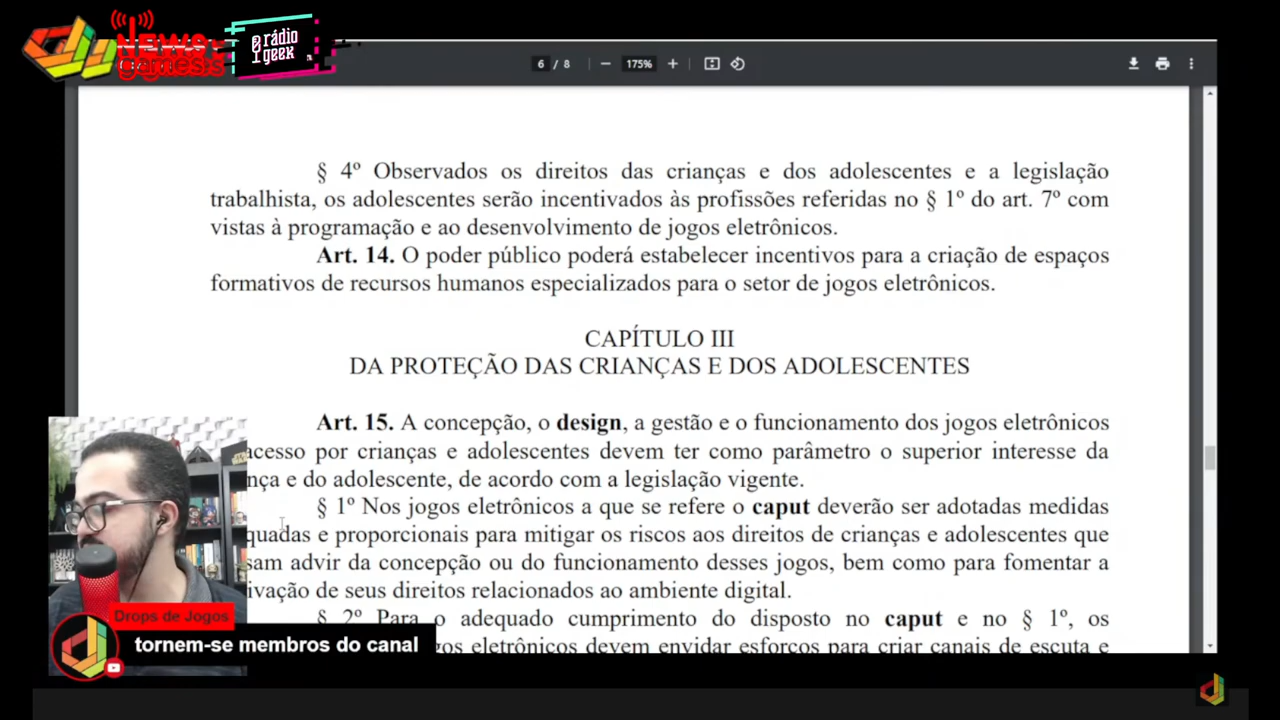 NEWS
games
rádio
geek
6 / 8
175%
§ 4º Observados os direitos das crianças e dos adolescentes e a legislação
trabalhista, os adolescentes serão incentivados às profissões referidas no § 1º do art. 7º com
vistas à programação e ao desenvolvimento de jogos eletrônicos.
Art. 14. O poder público poderá estabelecer incentivos para a criação de espaços
formativos de recursos humanos especializados para o setor de jogos eletrônicos.
CAPÍTULO III
DA PROTEÇÃO DAS CRIANÇAS E DOS ADOLESCENTES
Art. 15. A concepção, o design, a gestão e o funcionamento dos jogos eletrônicos
acesso por crianças e adolescentes devem ter como parâmetro o superior interesse da
nça e do adolescente, de acordo com a legislação vigente.
§ 1º Nos jogos eletrônicos a que se refere o caput deverão ser adotadas medidas
quadas e proporcionais para mitigar os riscos aos direitos de crianças e adolescentes que
sam advir da concepção ou do funcionamento desses jogos, bem como para fomentar a
ivação de seus direitos relacionados ao ambiente digital.
§ 2º Para o adequado cumprimento do disposto no caput e no § 1º, os
gos eletrônicos devem envidar esforços para criar canais de escuta e
Drops de Jogos
tornem-se membros do canal